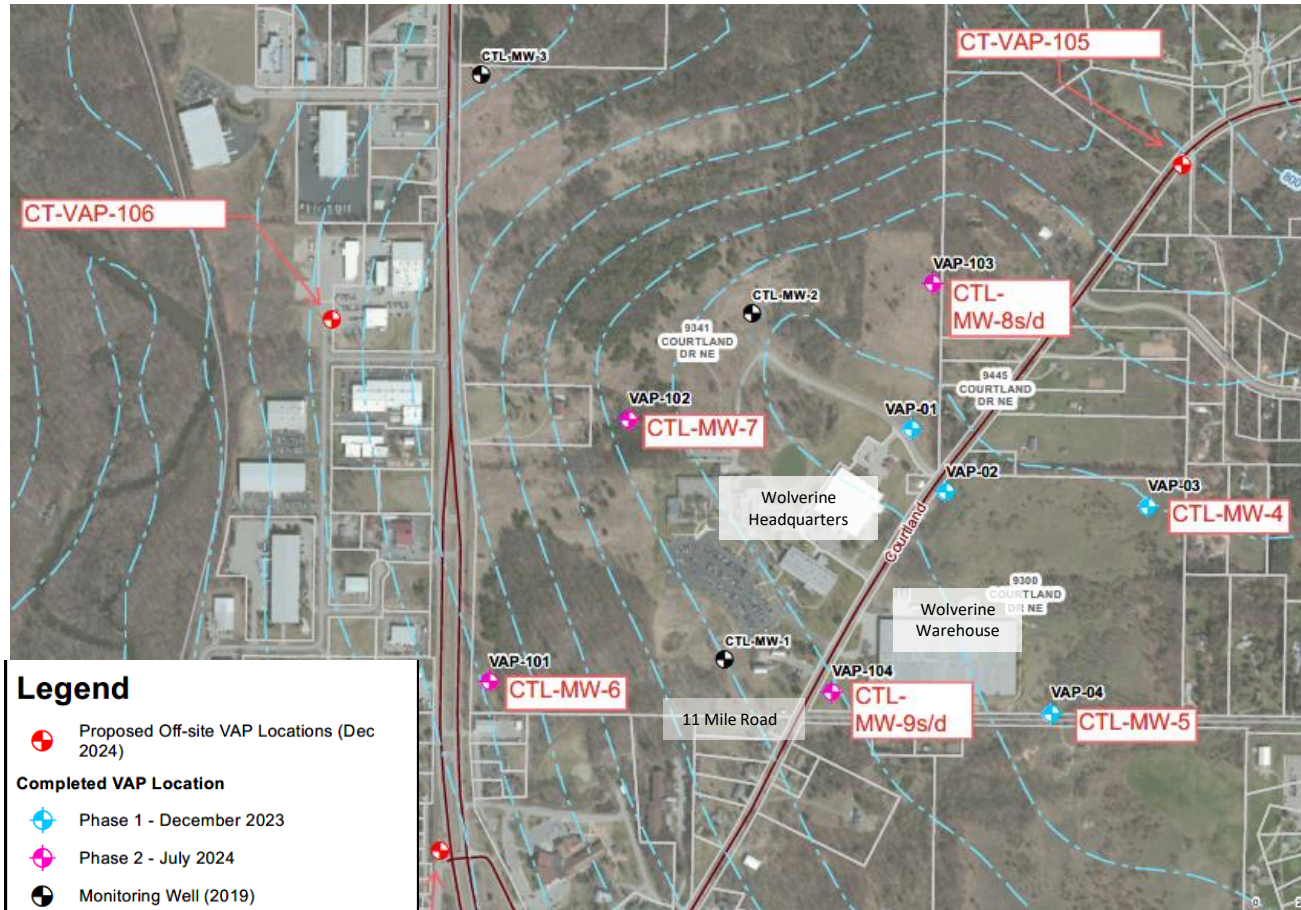 CTL-MW-3
CT-VAP-105
600
CT-VAP-106
VAP-103
CTL-
MW-8s/d
CTL-MW-2
9341
COURTLAND
DR NE
9445
COURTLAND
DR NE
VAP-102
CTL-MW-7
VAP-01
VAP-02
VAP-03
CTL-MW-4
Wolverine
Headquarters
Courtland
9300
COURTLAND
DR NE
Wolverine
Warehouse
CTL-MW-1
VAP-101
CTL-MW-6
VAP-104
CTL-
MW-9s/d
VAP-04
CTL-MW-5
11 Mile Road
Legend
Proposed Off-site VAP Locations (Dec
2024)
Completed VAP Location
Phase 1 - December 2023
Phase 2 - July 2024
Monitoring Well (2019)
0